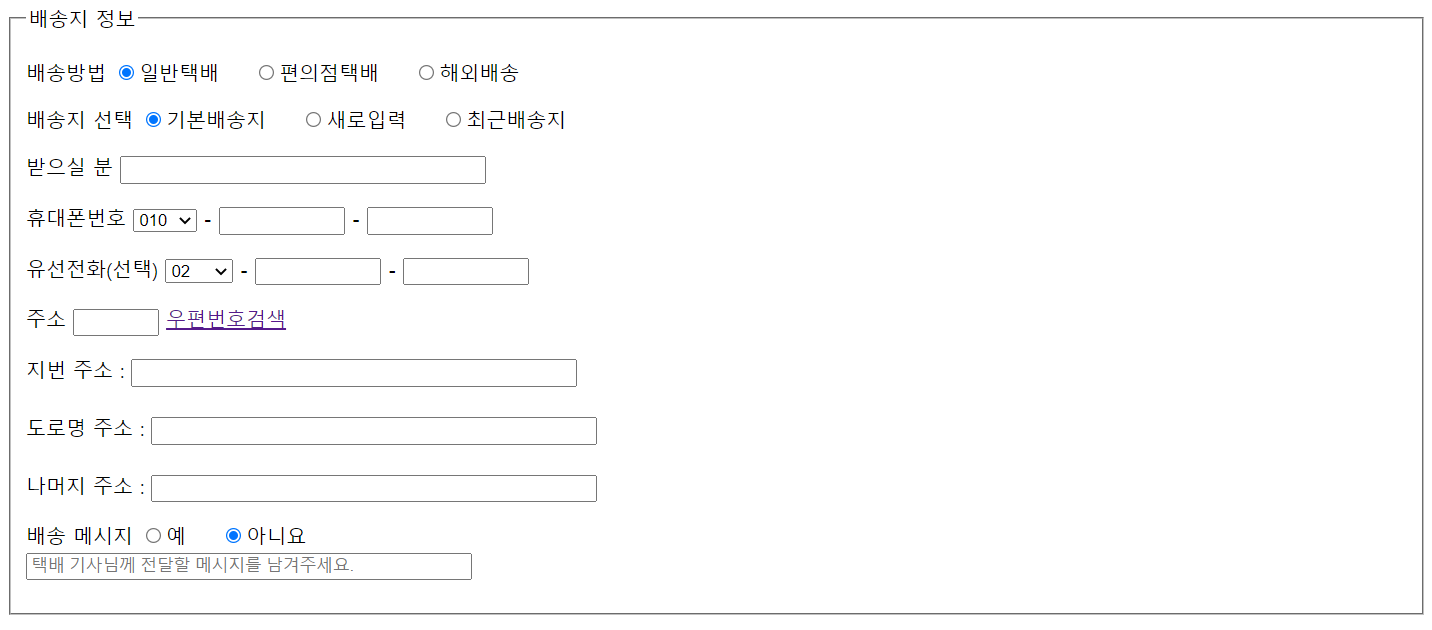 배송지 정보
배송방법 일반택배 편의점택배 해외배송
배송지 선택 기본배송지 새로입력 최근배송지
받으실 분
휴대폰번호 010 - -
유선전화(선택) 02 - -
주소 우편번호검색
지번 주소 :
도로명 주소 :
나머지 주소 :
배송 메시지 예 아니요
택배 기사님께 전달할 메시지를 남겨주세요.